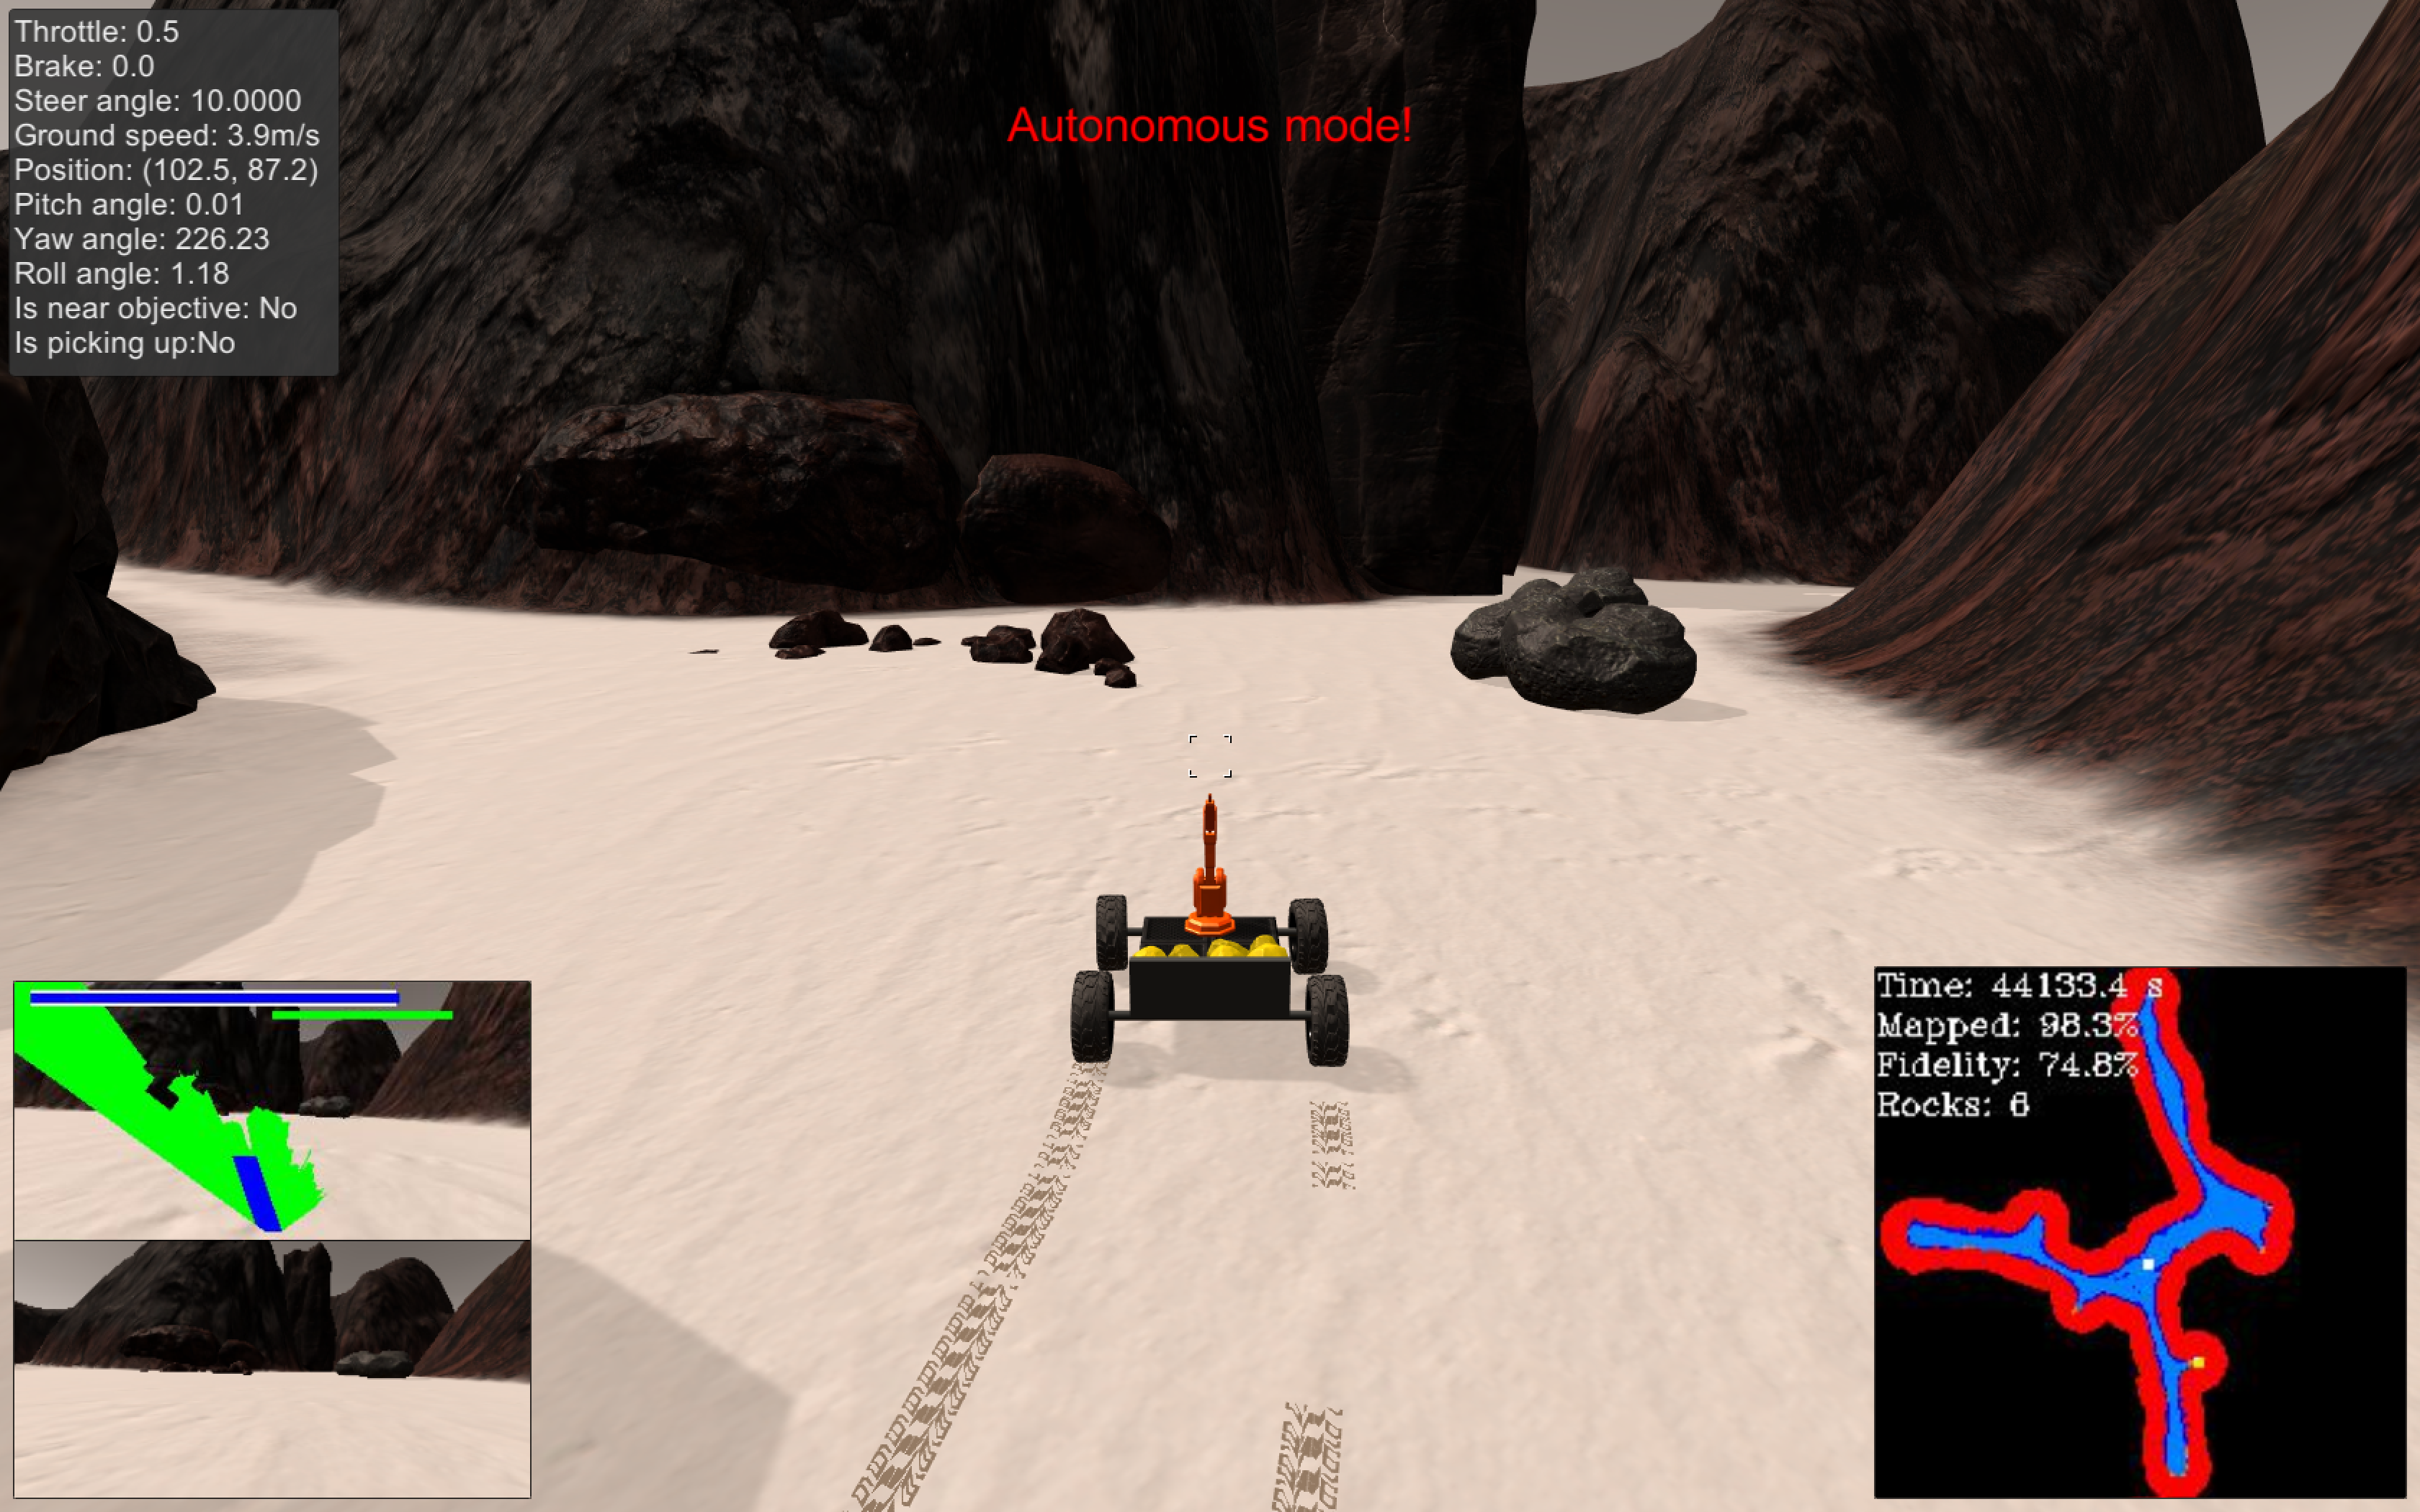 Throttle: 0.5
Brake: 0.0
Steer angle: 10.0000
Ground speed: 3.9m/s
Position: (102.5, 87.2)
Pitch angle: 0.01
Yaw angle: 226.23
Roll angle: 1.18
Is near objective: No
Is picking up:No
Autonomous mode!
Time: 44133.4 s
Mapped: 98.3%
Fidelity: 74.8%
Rocks: 6